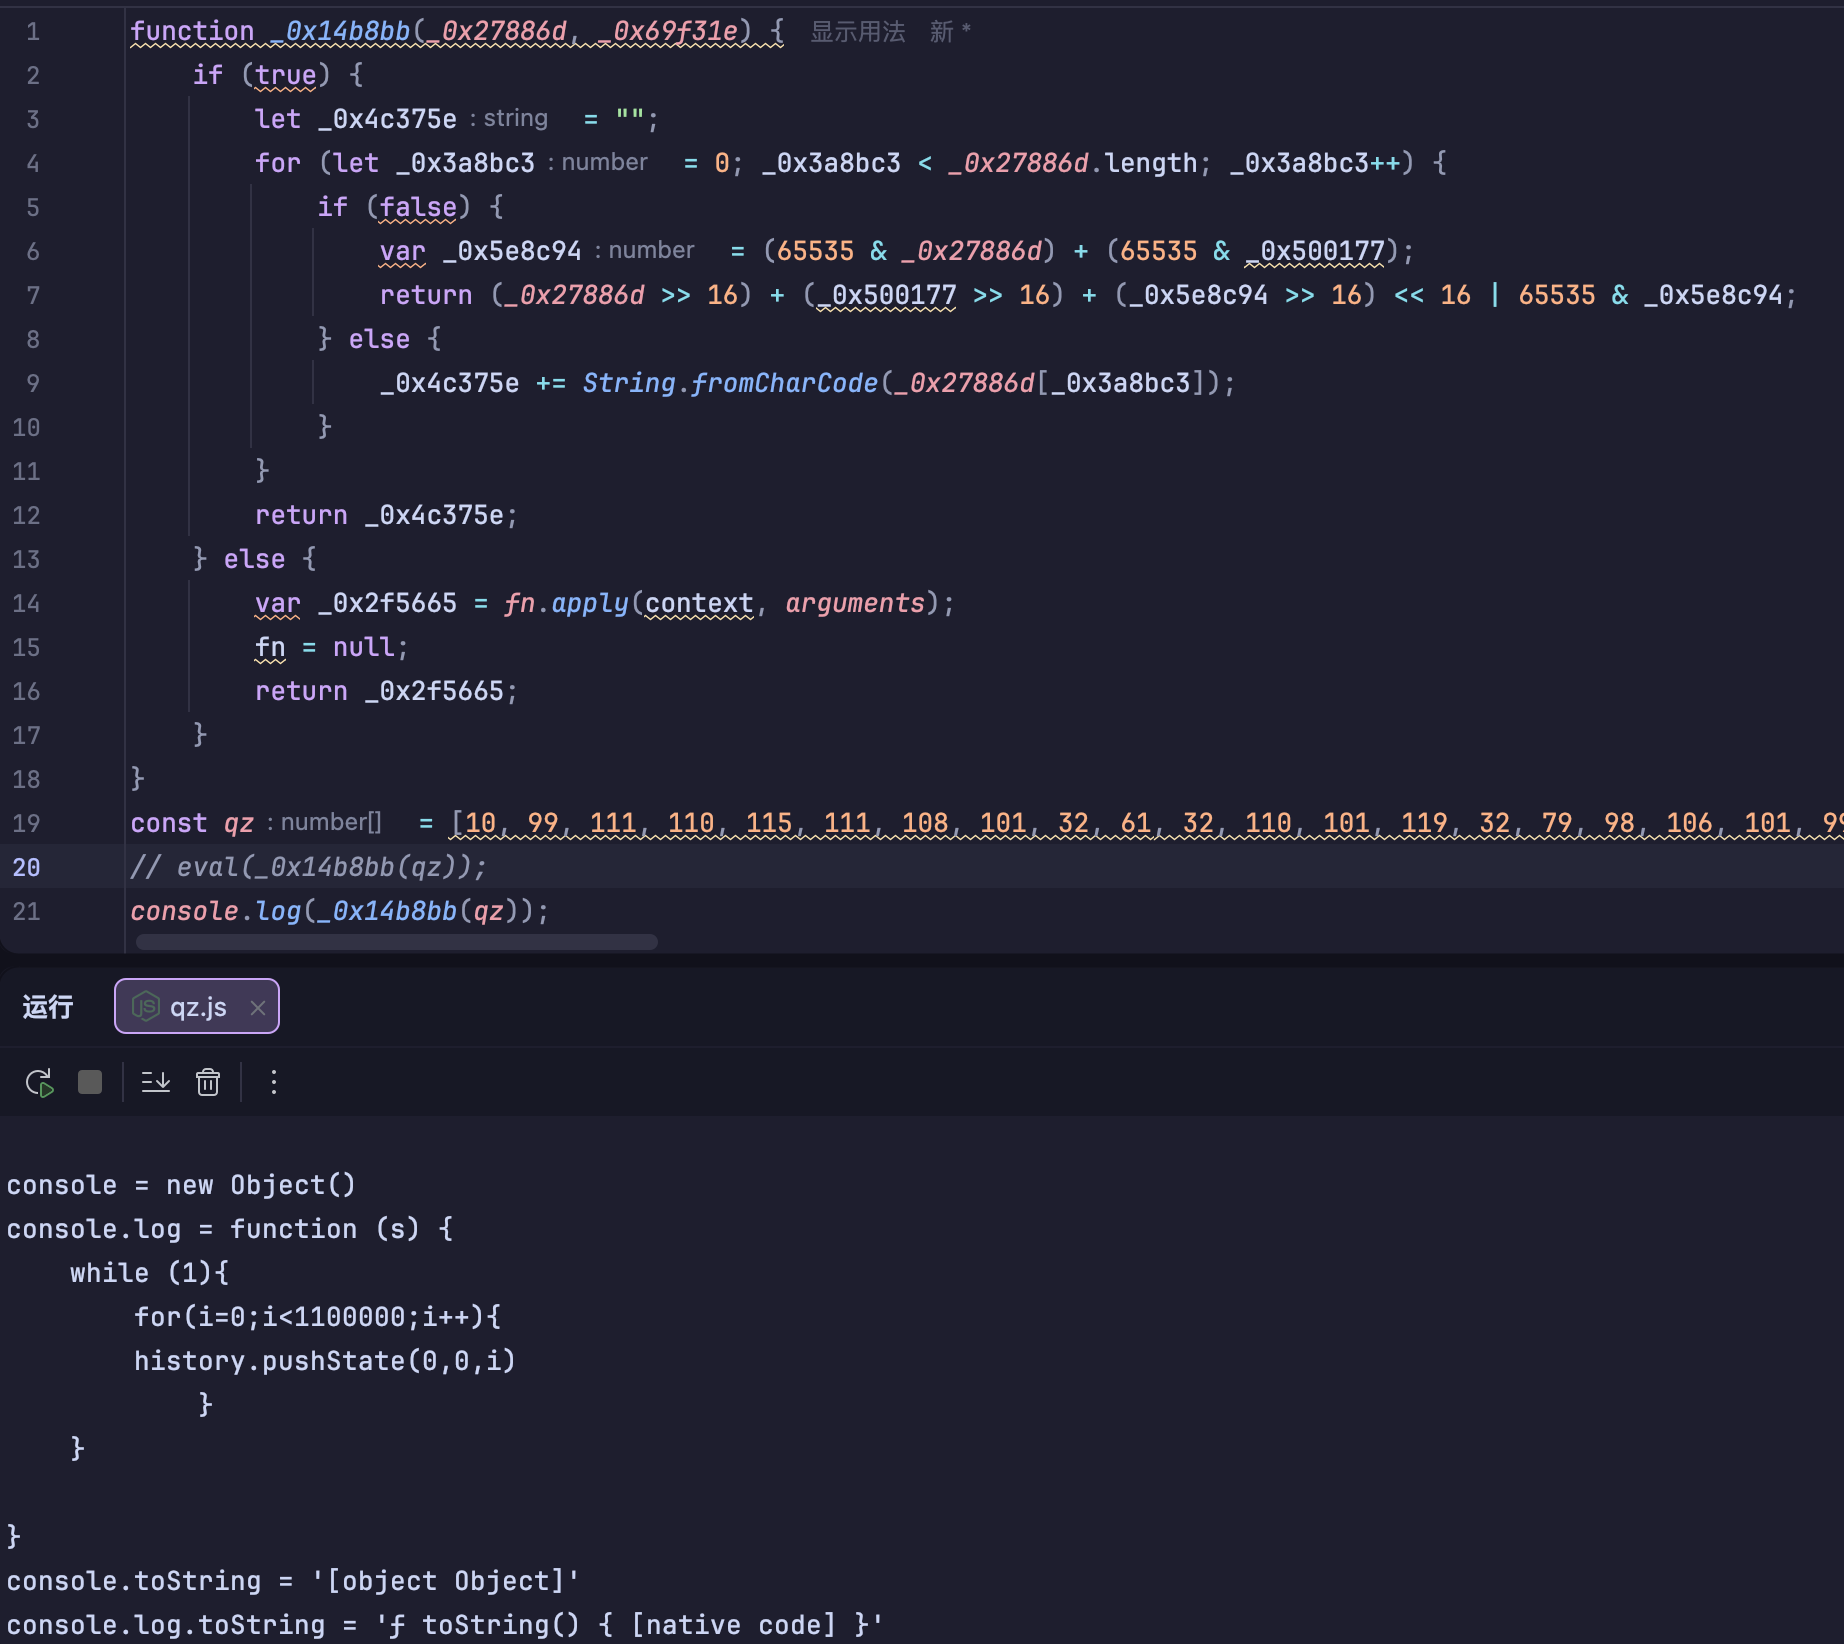 1 function _0x14b8bb(_0x27886d, _0x69f31e) { 显示用法 新 *
2 if (true) {
3 let _0x4c375e : string = "";
4 for (let _0x3a8bc3 : number = 0; _0x3a8bc3 < _0x27886d.length; _0x3a8bc3++) {
5 if (false) {
6 var _0x5e8c94 : number = (65535 & _0x27886d) + (65535 & _0x500177);
7 return (_0x27886d >> 16) + (_0x500177 >> 16) + (_0x5e8c94 >> 16) << 16 | 65535 & _0x5e8c94;
8 } else {
9 _0x4c375e += String.fromCharCode(_0x27886d[_0x3a8bc3]);
10 }
11 }
12 return _0x4c375e;
13 } else {
14 var _0x2f5665 = fn.apply(context, arguments);
15 fn = null;
16 return _0x2f5665;
17 }
18 }
19 const qz : number[] = [10, 99, 111, 110, 115, 111, 108, 101, 32, 61, 32, 110, 101, 119, 32, 79, 98, 106, 101, 99
20 // eval(_0x14b8bb(qz));
21 console.log(_0x14b8bb(qz));
运行 JS qz.js ×
console = new Object()
console.log = function (s) {
while (1){
for(i=0;i<1100000;i++){
history.pushState(0,0,i)
}
}
}
console.toString = '[object Object]'
console.log.toString = 'ƒ toString() { [native code] }'